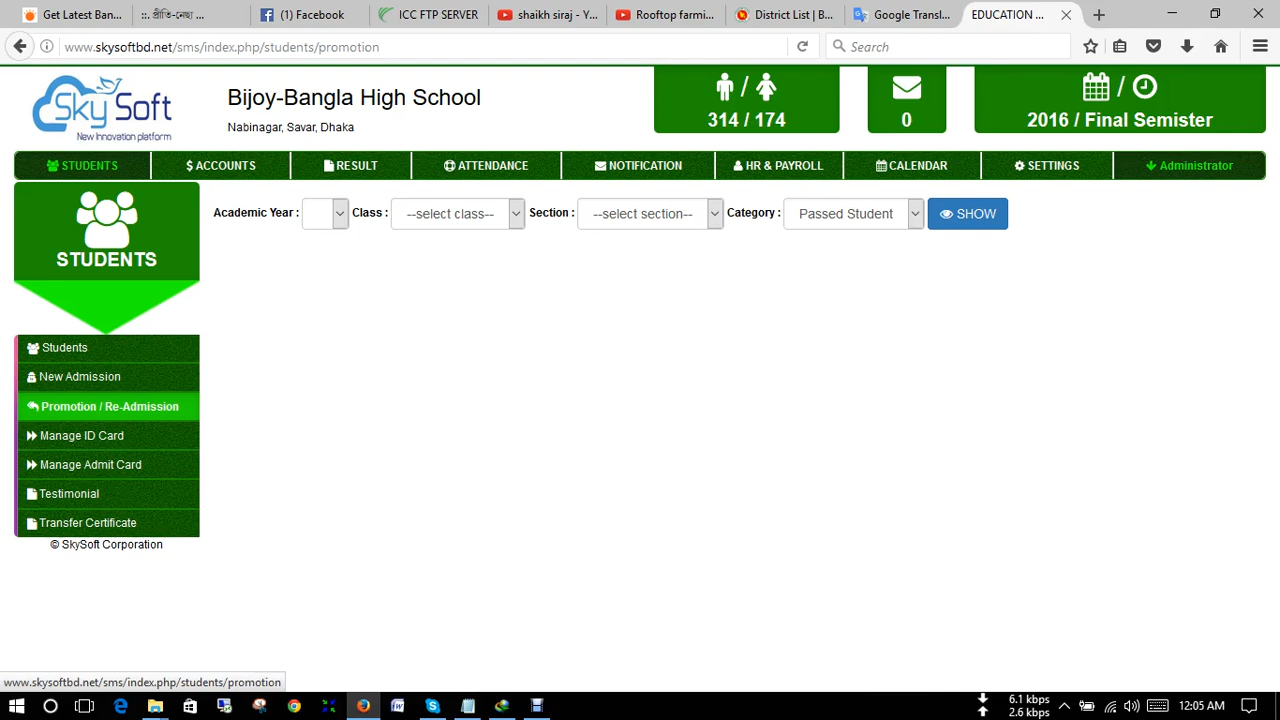 Get Latest Ban...
::. প্রীতি-নেছা ...
(1) Facebook
ICC FTP SERVER
shaikh siraj - Y...
Rooftop farmi...
District List | B...
Google Transl...
EDUCATION ...
www.skysoftbd.net/sms/index.php/students/promotion
Search
Sky Soft
New Innovation platform
Bijoy-Bangla High School
Nabinagar, Savar, Dhaka
/
314 / 174
0
/
2016 / Final Semister
STUDENTS
$ ACCOUNTS
RESULT
ATTENDANCE
NOTIFICATION
HR & PAYROLL
CALENDAR
SETTINGS
Administrator
STUDENTS
Academic Year : Class : --select class-- Section : --select section-- Category : Passed Student SHOW
Students
New Admission
Promotion / Re-Admission
Manage ID Card
Manage Admit Card
Testimonial
Transfer Certificate
© SkySoft Corporation
www.skysoftbd.net/sms/index.php/students/promotion
6.1 kbps
2.6 kbps
12:05 AM